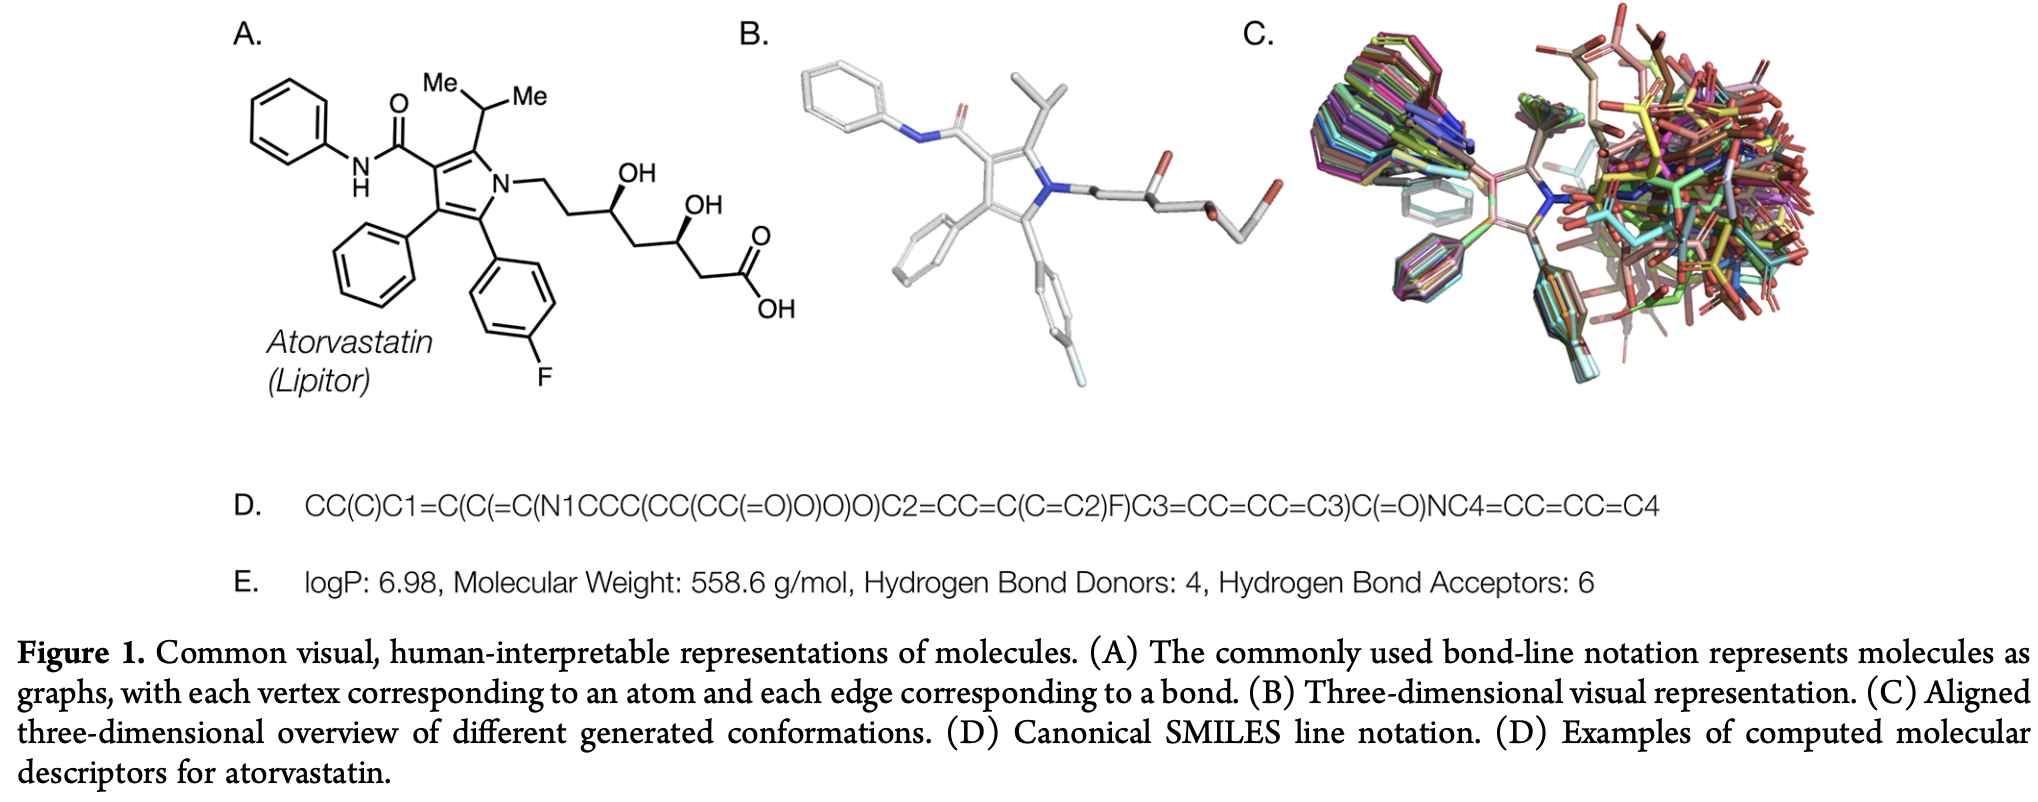 A.
B.
C.
Me
Me
O
N
H
N
OH
OH
O
OH
F
Atorvastatin
(Lipitor)
D. CC(C)C1=C(C(=C(N1CCC(CC(CC(=O)O)O)O)C2=CC=C(C=C2)F)C3=CC=CC=C3)C(=O)NC4=CC=CC=C4
E. logP: 6.98, Molecular Weight: 558.6 g/mol, Hydrogen Bond Donors: 4, Hydrogen Bond Acceptors: 6
Figure 1. Common visual, human-interpretable representations of molecules. (A) The commonly used bond-line notation represents molecules as
graphs, with each vertex corresponding to an atom and each edge corresponding to a bond. (B) Three-dimensional visual representation. (C) Aligned
three-dimensional overview of different generated conformations. (D) Canonical SMILES line notation. (D) Examples of computed molecular
descriptors for atorvastatin.